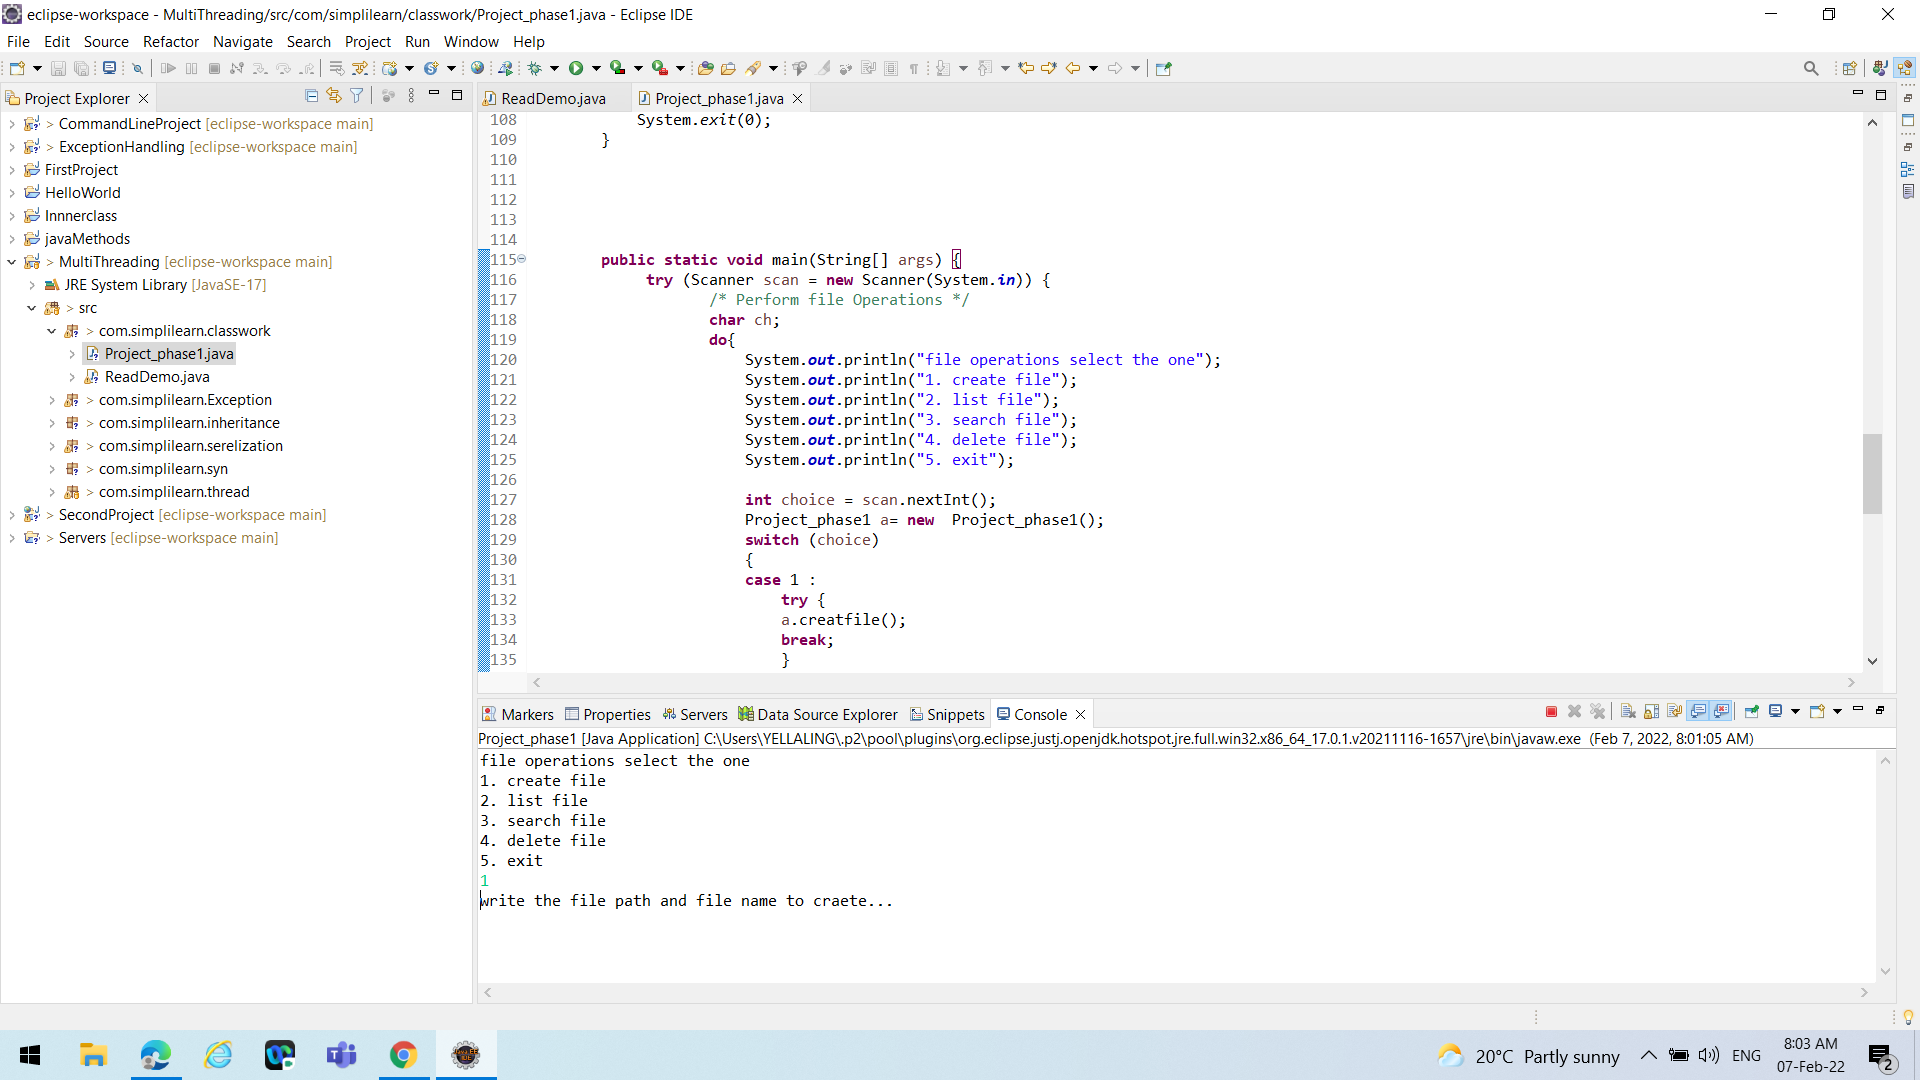 eclipse-workspace - MultiThreading/src/com/simplilearn/classwork/Project_phase1.java - Eclipse IDE
File Edit Source Refactor Navigate Search Project Run Window Help
Project Explorer
> CommandLineProject [eclipse-workspace main]
> ExceptionHandling [eclipse-workspace main]
FirstProject
HelloWorld
Innnerclass
javaMethods
> MultiThreading [eclipse-workspace main]
JRE System Library [JavaSE-17]
> src
> com.simplilearn.classwork
Project_phase1.java
> ReadDemo.java
> com.simplilearn.Exception
> com.simplilearn.inheritance
> com.simplilearn.serelization
> com.simplilearn.syn
> com.simplilearn.thread
> SecondProject [eclipse-workspace main]
> Servers [eclipse-workspace main]
ReadDemo.java Project_phase1.java
108 System.exit(0);
109 }
110
111
112
113
114
115 public static void main(String[] args) {
116 try (Scanner scan = new Scanner(System.in)) {
117 /* Perform file Operations */
118 char ch;
119 do{
120 System.out.println("file operations select the one");
121 System.out.println("1. create file");
122 System.out.println("2. list file");
123 System.out.println("3. search file");
124 System.out.println("4. delete file");
125 System.out.println("5. exit");
126
127 int choice = scan.nextInt();
128 Project_phase1 a= new  Project_phase1();
129 switch (choice)
130 {
131 case 1 :
132 try {
133 a.creatfile();
134 break;
135 }
Markers Properties Servers Data Source Explorer Snippets Console
Project_phase1 [Java Application] C:\Users\YELLALING\.p2\pool\plugins\org.eclipse.justj.openjdk.hotspot.jre.full.win32.x86_64_17.0.1.v20211116-1657\jre\bin\javaw.exe (Feb 7, 2022, 8:01:05 AM)
file operations select the one
1. create file
2. list file
3. search file
4. delete file
5. exit
1
write the file path and file name to craete...
20°C Partly sunny
ENG
8:03 AM
07-Feb-22
2